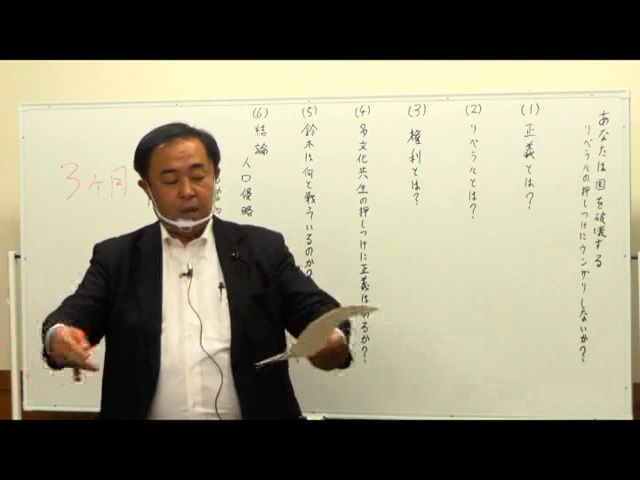 あなたは国を破壊する
リベラルの押しつけにウンザリしないか?
(1) 正義とは?
(2) リベラルとは?
(3) 権利とは?
(4) 多文化共生の押しつけに正義は
るか?
(5) 鈴木は何と戦ういるのか?
(6) 結論
人口侵略
3ヶ月